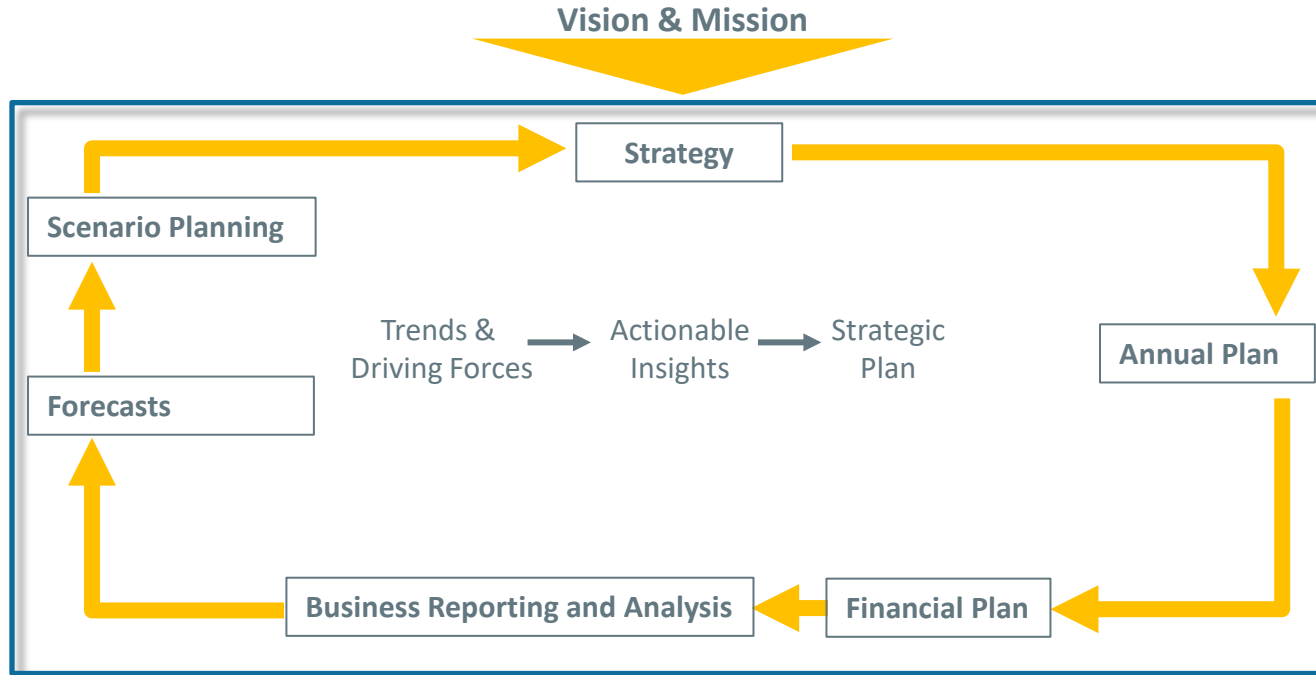 Vision & Mission
Strategy
Scenario Planning
Trends &
Driving Forces
Actionable
Insights
Strategic
Plan
Annual Plan
Forecasts
Business Reporting and Analysis
Financial Plan